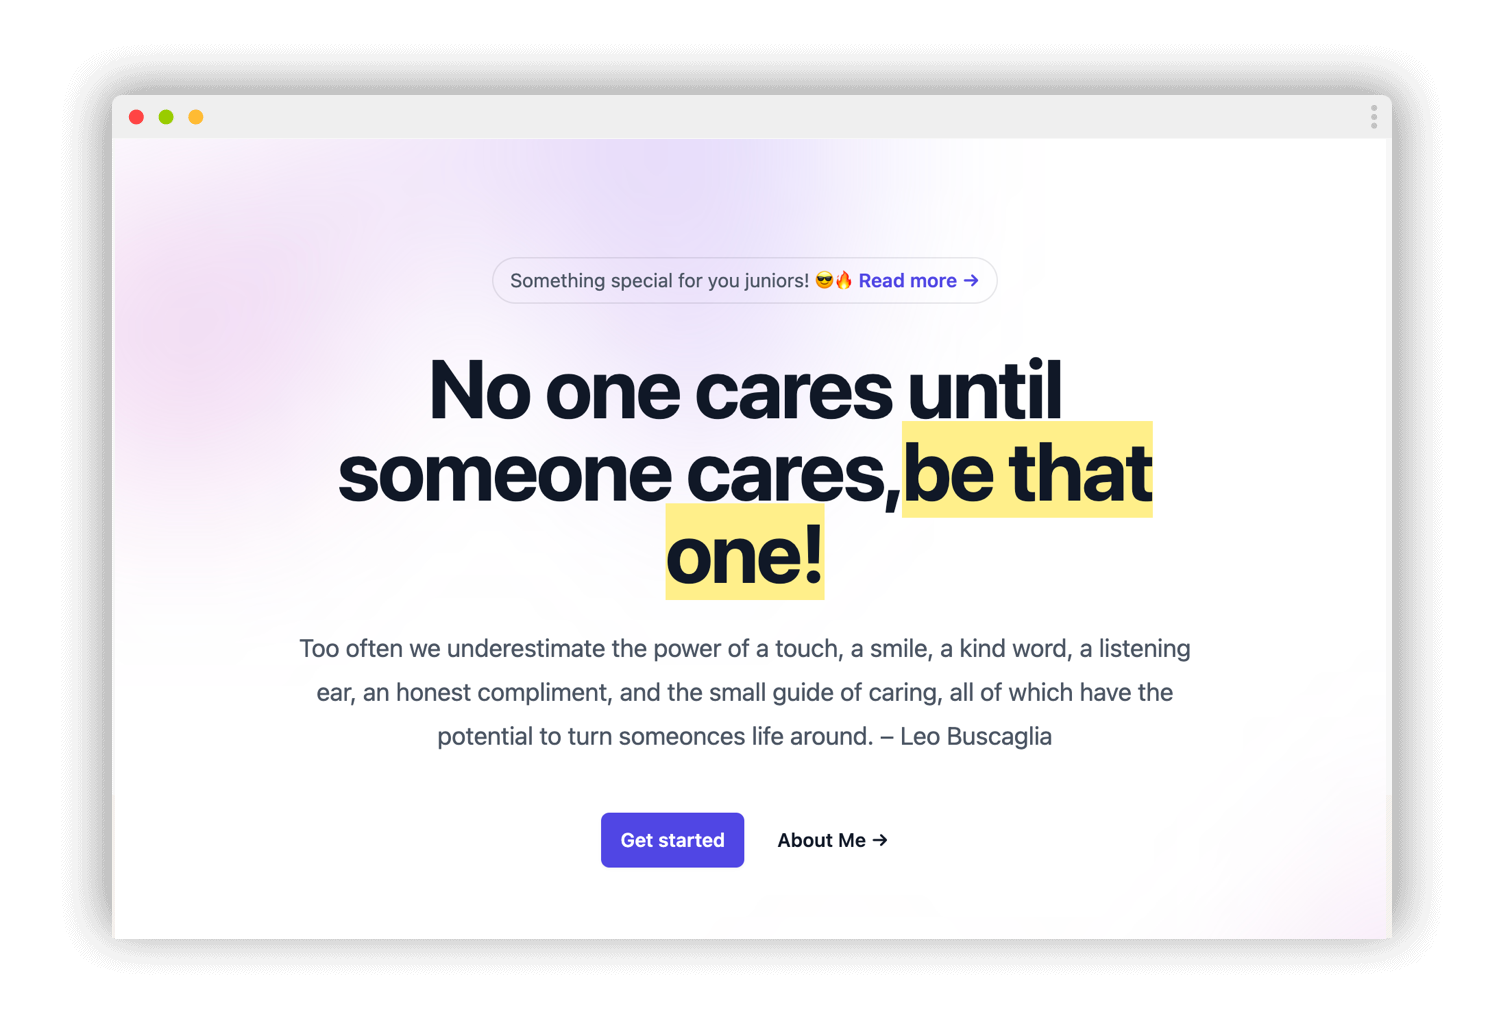 Something special for you juniors! 😎🔥 Read more →
No one cares until
someone cares,be that
one!
Too often we underestimate the power of a touch, a smile, a kind word, a listening
ear, an honest compliment, and the small guide of caring, all of which have the
potential to turn someonces life around. – Leo Buscaglia
Get started
About Me →